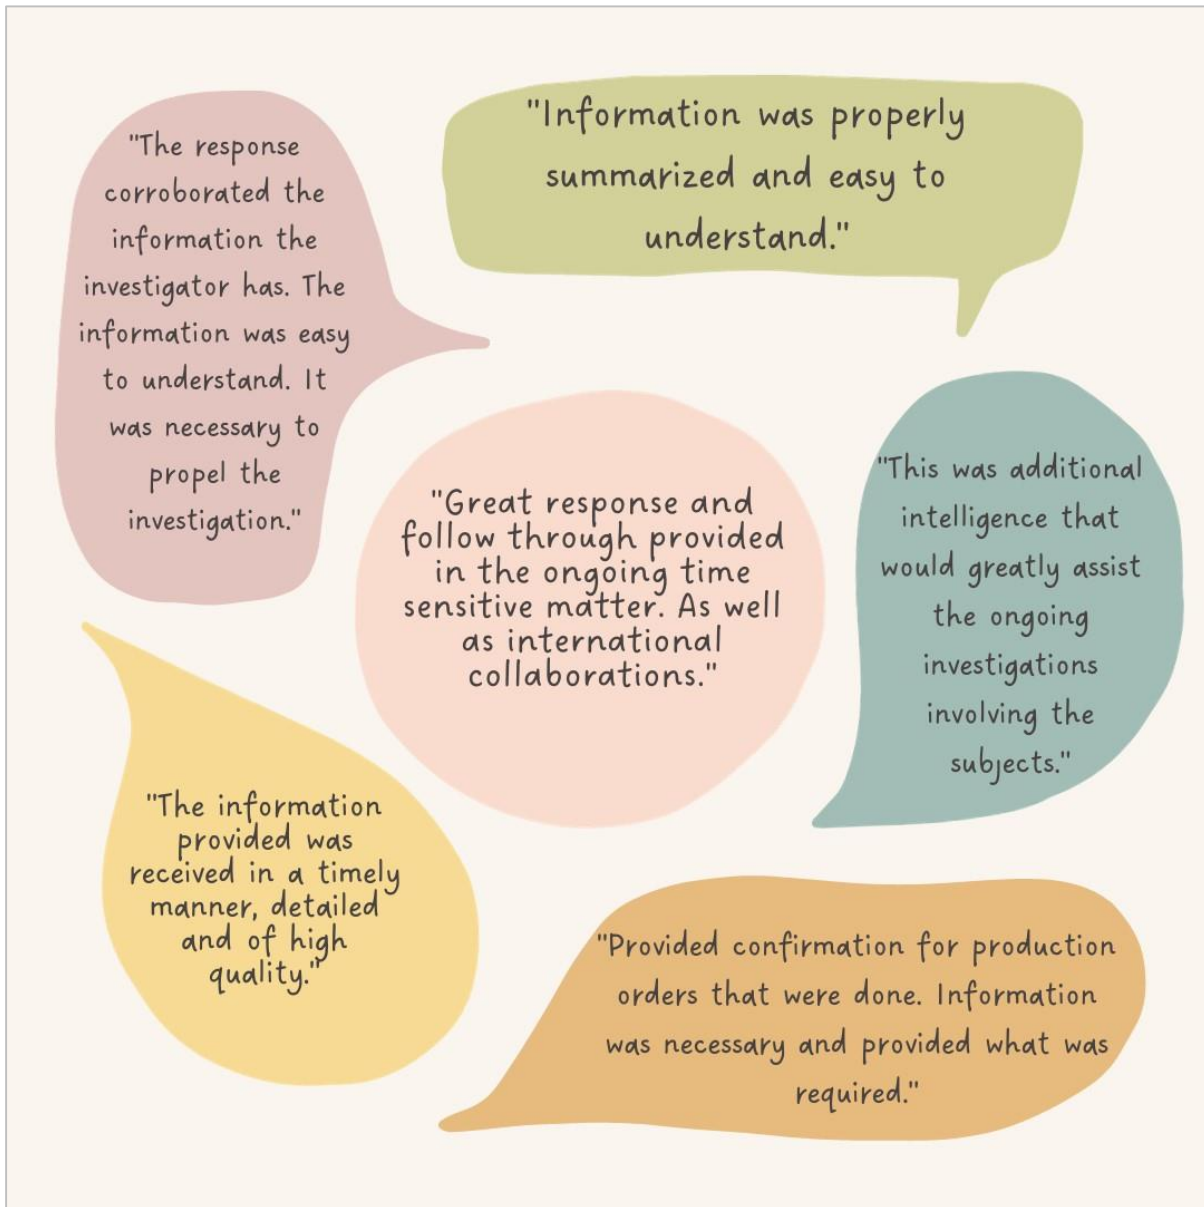 "The response
corroborated the
information the
investigator has. The
information was easy
to understand. It
was necessary to
propel the
investigation."
"Information was properly
summarized and easy to
understand."
"Great response and
follow through provided
in the ongoing time
sensitive matter. As well
as international
collaborations."
"This was additional
intelligence that
would greatly assist
the ongoing
investigations
involving the
subjects."
"The information
provided was
received in a timely
manner, detailed
and of high
quality."
"Provided confirmation for production
orders that were done. Information
was necessary and provided what was
required."